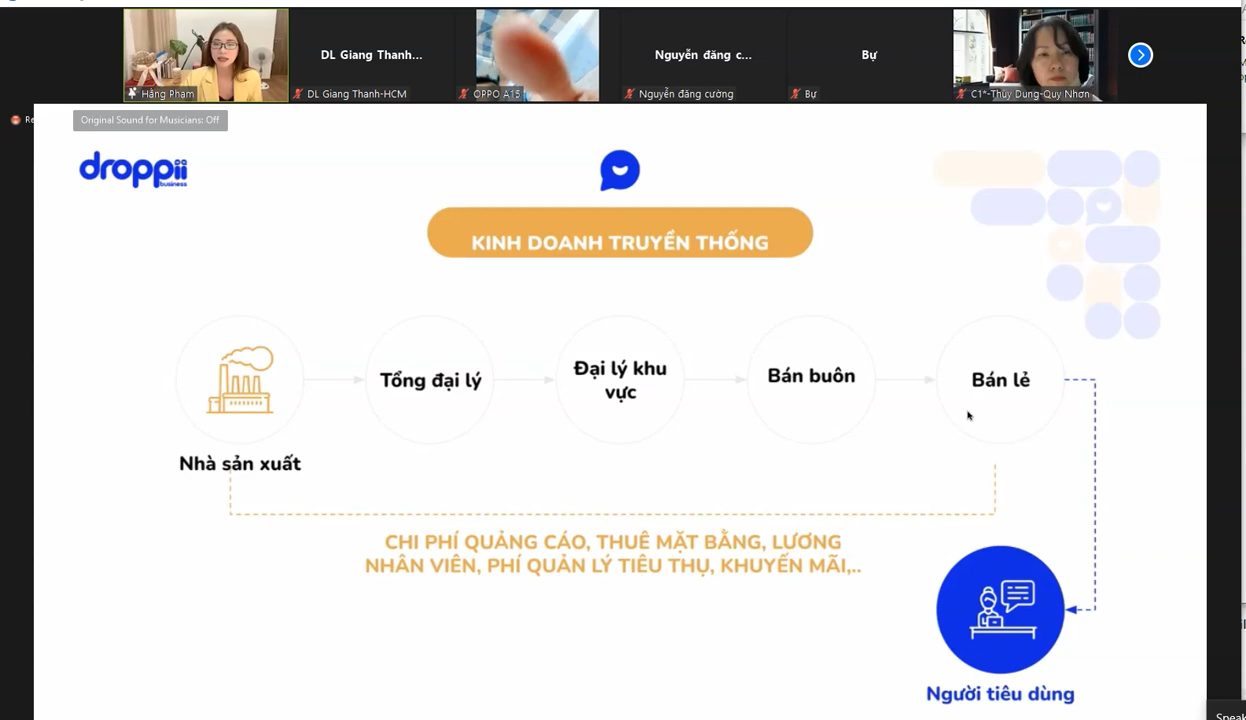 DL Giang Thanh...
Nguyễn đăng c...
Bự
Hằng Phạm
DL Giang Thanh-HCM
OPPO A15
Nguyễn đăng cường
Bự
C1*-Thùy Dung-Quy Nhơn
Original Sound for Musicians: Off
droppii
business
KINH DOANH TRUYỀN THỐNG
Tổng đại lý
Đại lý khu
vực
Bán buôn
Bán lẻ
Nhà sản xuất
CHI PHÍ QUẢNG CÁO, THUÊ MẶT BẰNG, LƯƠNG
NHÂN VIÊN, PHÍ QUẢN LÝ TIÊU THỤ, KHUYẾN MÃI,..
Người tiêu dùng